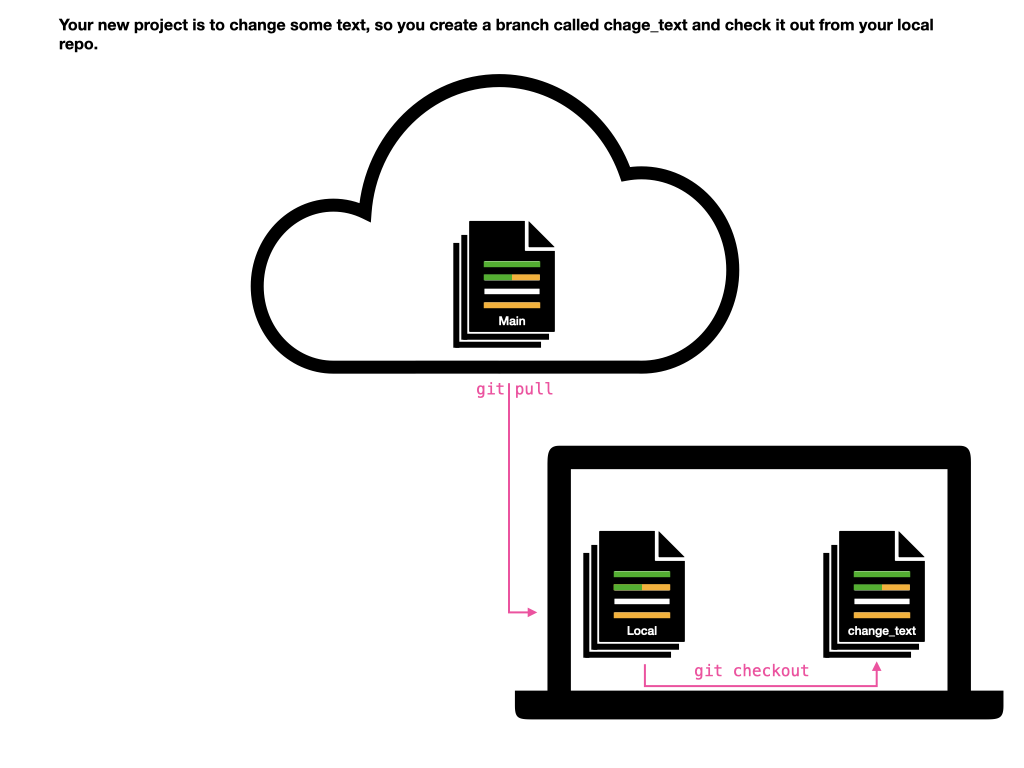 Your new project is to change some text, so you create a branch called chage_text and check it out from your local
repo.
Main
git pull
Local
change_text
git checkout